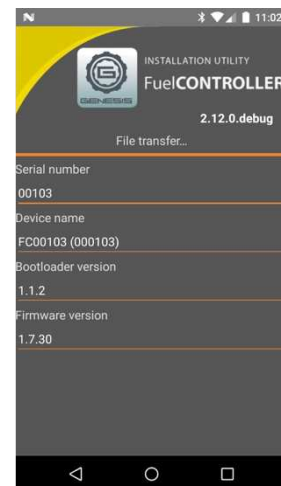 11:02
GENESIS
INSTALLATION UTILITY
FuelCONTROLLER
2.12.0.debug
File transfer...
Serial number
00103
Device name
FC00103 (000103)
Bootloader version
1.1.2
Firmware version
1.7.30